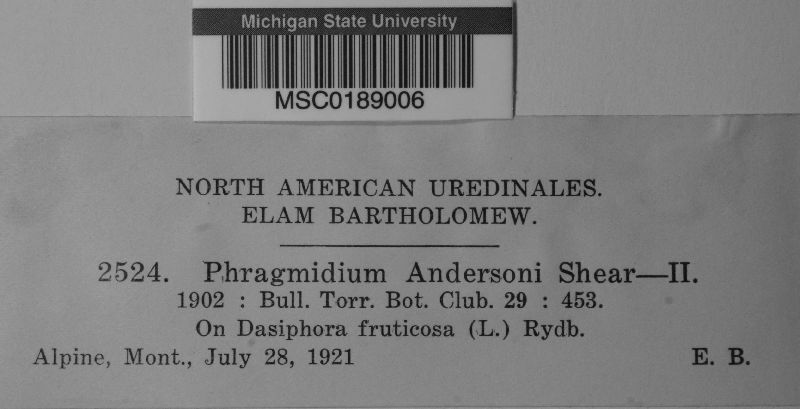 Michigan State University
MSC0189006
NORTH AMERICAN UREDINALES.
ELAM BARTHOLOMEW.
2524. Phragmidium Andersoni Shear—II.
1902 : Bull. Torr. Bot. Club. 29 : 453.
On Dasiphora fruticosa (L.) Rydb.
Alpine, Mont., July 28, 1921 E. B.